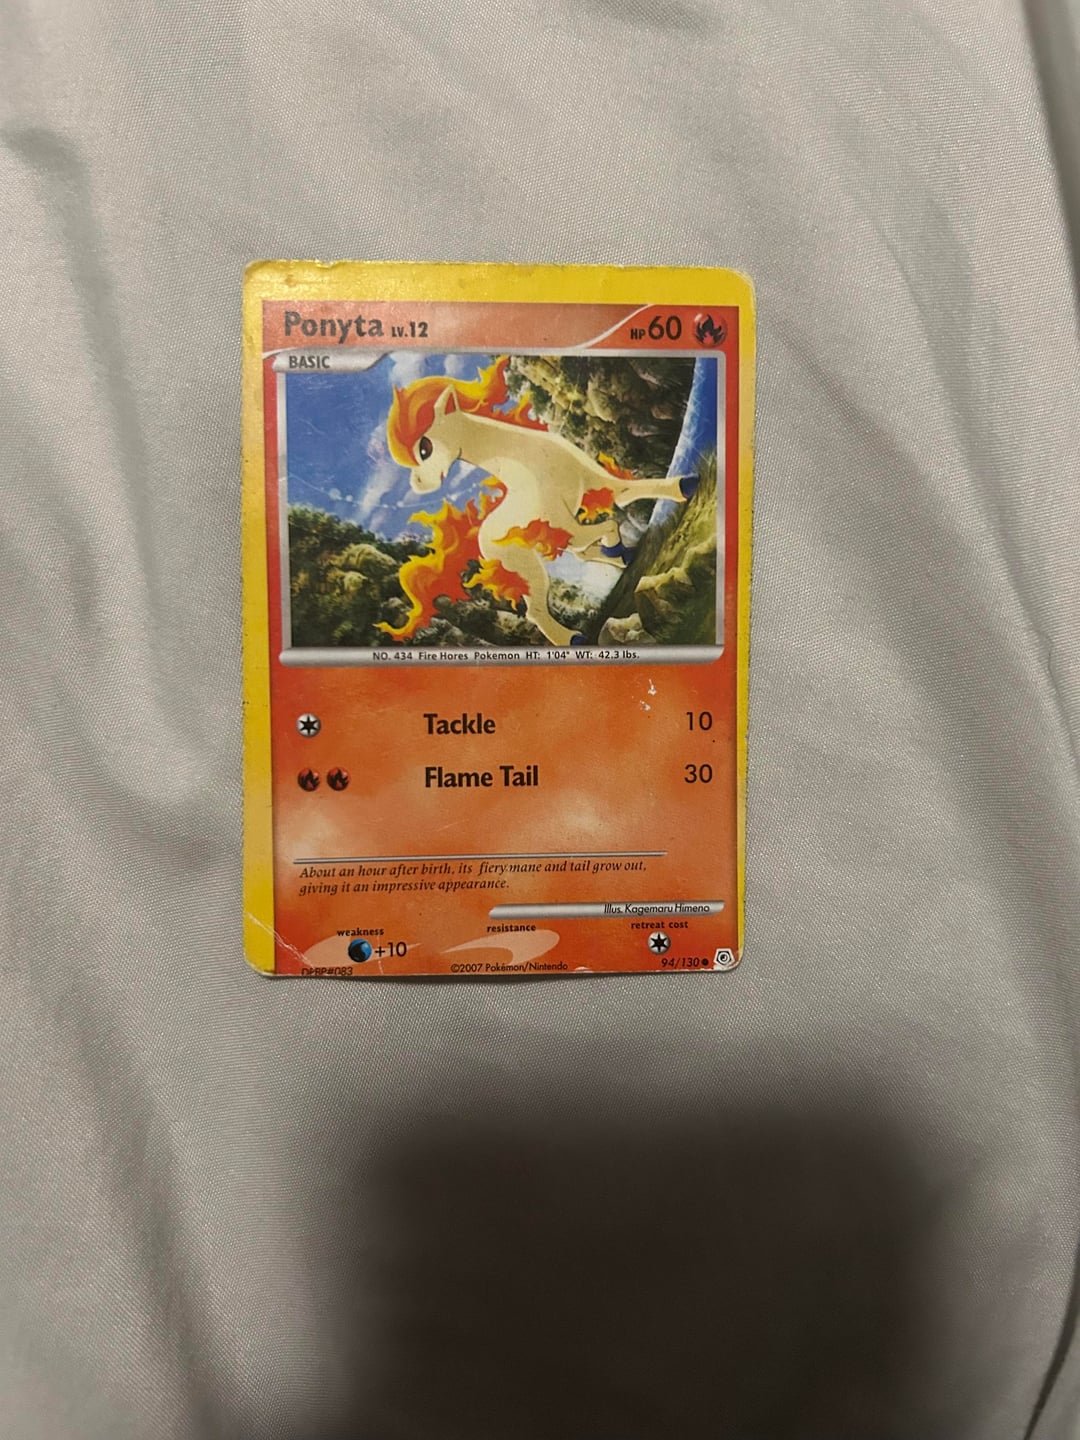 Ponyta LV.12 HP 60
BASIC
NO. 434 Fire Hores Pokemon HT: 1'04" WT: 42.3 lbs.
Tackle 10
Flame Tail 30
About an hour after birth, its fiery mane and tail grow out,
giving it an impressive appearance.
Illus. Kagemaru Himeno
weakness resistance retreat cost
+10
DPBP#083 ©2007 Pokémon/Nintendo 94/130